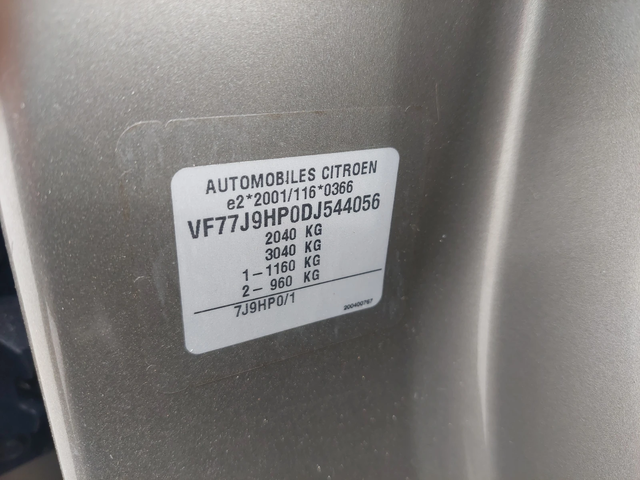 AUTOMOBILES CITROEN
e2*2001/116*0366
VF77J9HP0DJ544056
2040 KG
3040 KG
1-1160 KG
2- 960 KG
7J9HP0/1